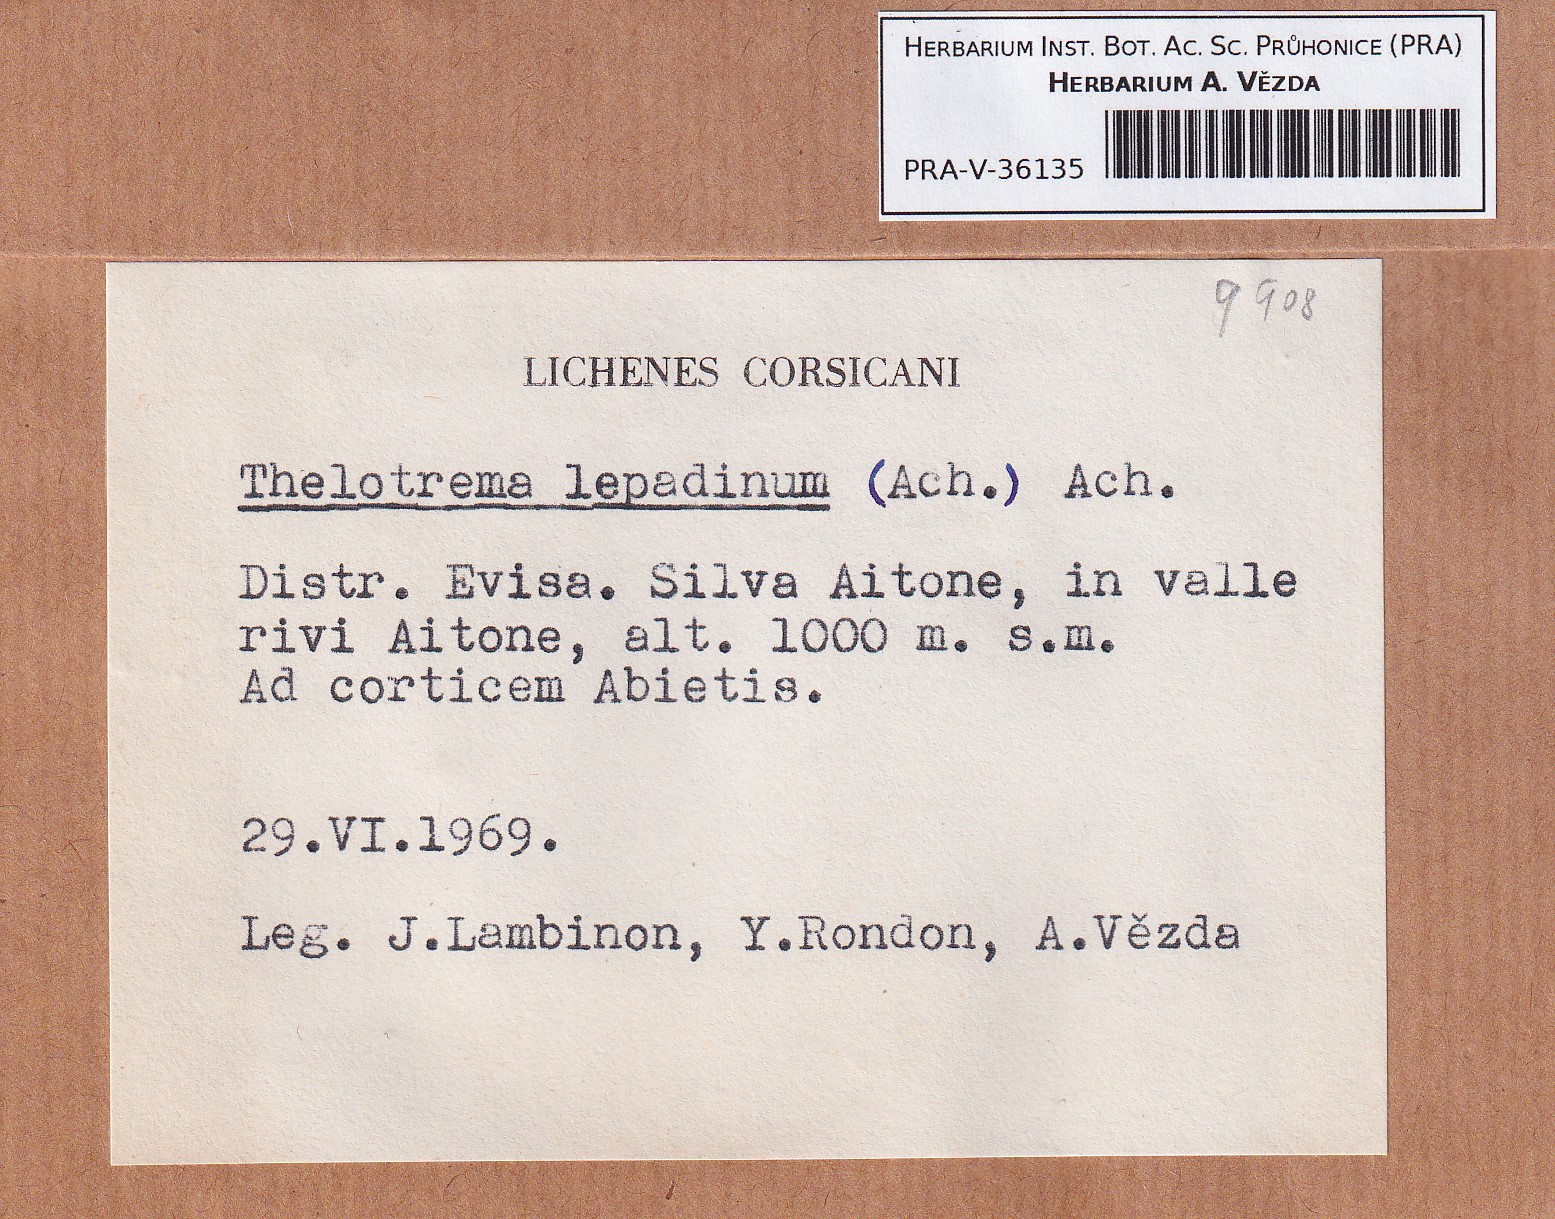 HERBARIUM INST. BOT. AC. SC. PRŮHONICE (PRA)
HERBARIUM A. VĚZDA
PRA-V-36135
9908
LICHENES CORSICANI
Thelotrema lepadinum (Ach.) Ach.
Distr. Evisa. Silva Aitone, in valle
rivi Aitone, alt. 1000 m. s.m.
Ad corticem Abietis.
29.VI.1969.
Leg. J.Lambinon, Y.Rondon, A.Vězda